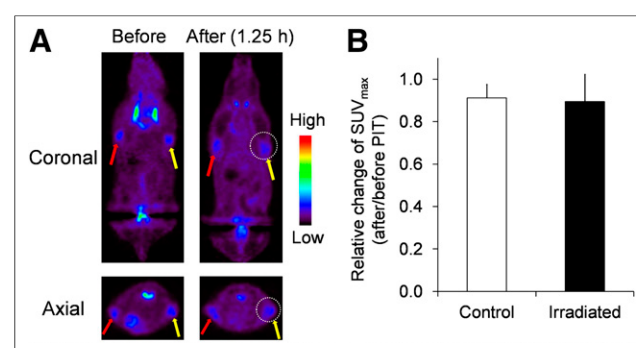 A
Before
After (1.25 h)
Coronal
High
Low
Axial
B
Relative change of SUVmax
(after/before PIT)
1.0
0.8
0.6
0.4
0.2
0.0
Control
Irradiated